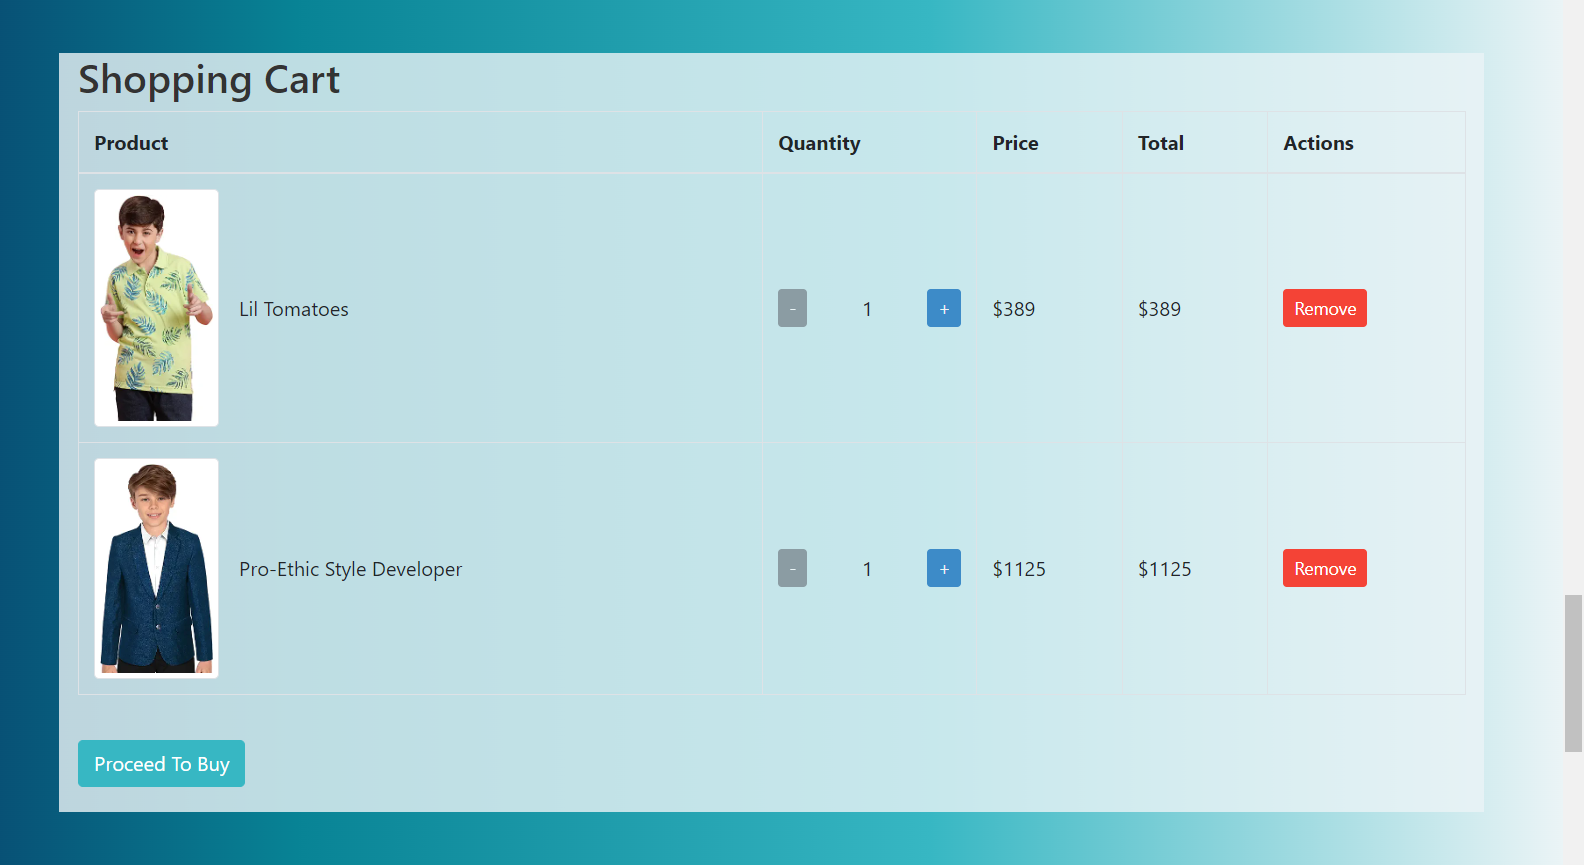 Shopping Cart
Product Quantity Price Total Actions
Lil Tomatoes - 1 + $389 $389 Remove
Pro-Ethic Style Developer - 1 + $1125 $1125 Remove
Proceed To Buy